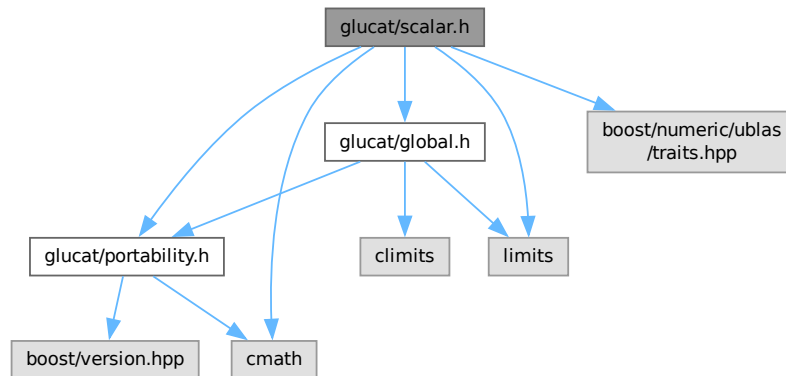 glucat/scalar.h
boost/numeric/ublas
/traits.hpp
glucat/global.h
glucat/portability.h
climits
limits
boost/version.hpp
cmath